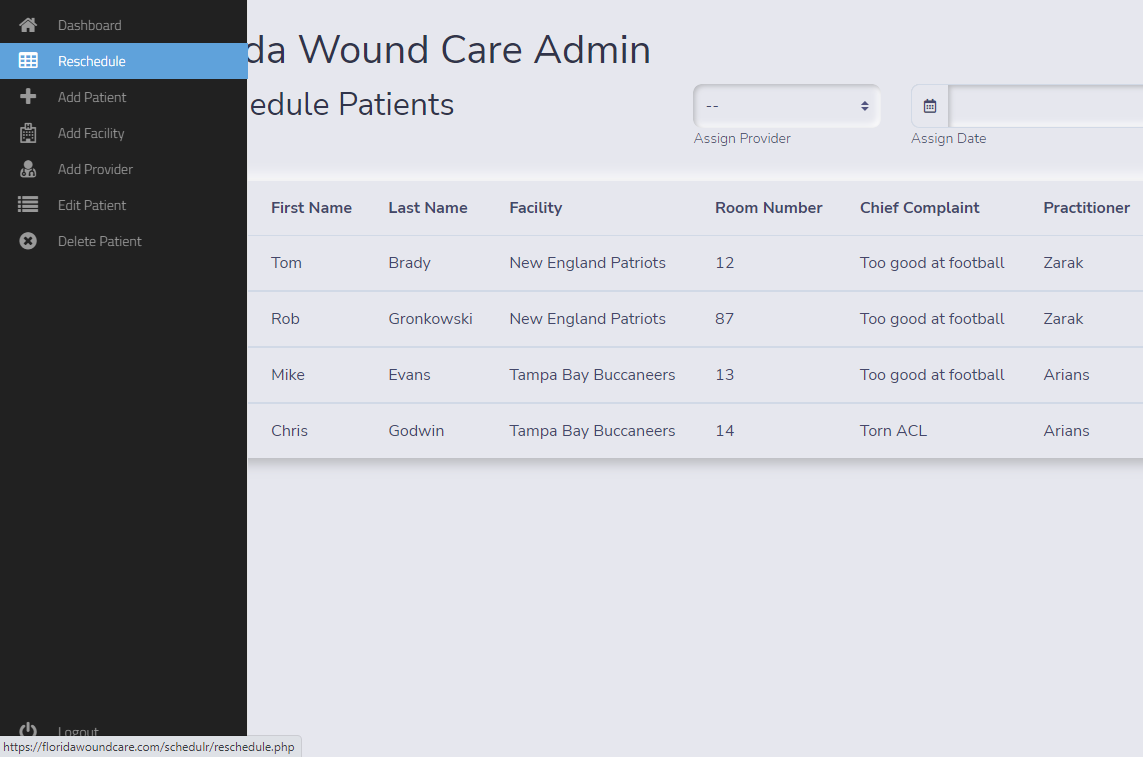 Dashboard
Reschedule
Add Patient
Add Facility
Add Provider
Edit Patient
Delete Patient
Logout
https://floridawoundcare.com/schedulr/reschedule.php
da Wound Care Admin
edule Patients
--
Assign Provider
Assign Date
First Name Last Name Facility Room Number Chief Complaint Practitioner
Tom Brady New England Patriots 12 Too good at football Zarak
Rob Gronkowski New England Patriots 87 Too good at football Zarak
Mike Evans Tampa Bay Buccaneers 13 Too good at football Arians
Chris Godwin Tampa Bay Buccaneers 14 Torn ACL Arians